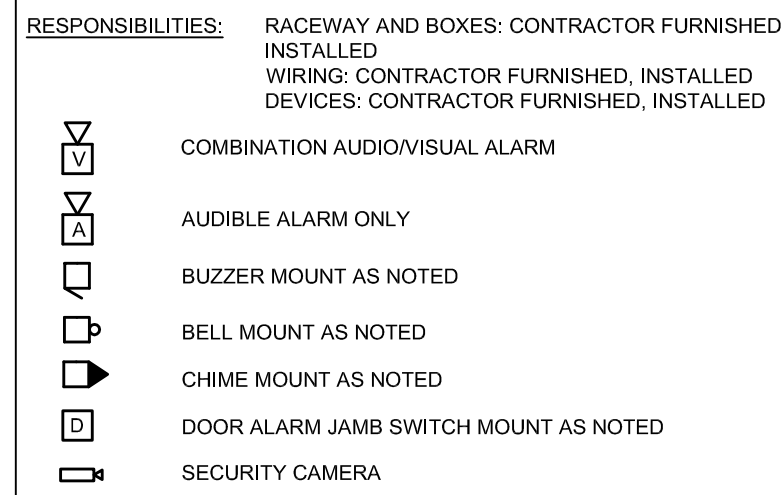 RESPONSIBILITIES: RACEWAY AND BOXES: CONTRACTOR FURNISHED
INSTALLED
WIRING: CONTRACTOR FURNISHED, INSTALLED
DEVICES: CONTRACTOR FURNISHED, INSTALLED
V COMBINATION AUDIO/VISUAL ALARM
A AUDIBLE ALARM ONLY
BUZZER MOUNT AS NOTED
BELL MOUNT AS NOTED
CHIME MOUNT AS NOTED
D DOOR ALARM JAMB SWITCH MOUNT AS NOTED
SECURITY CAMERA